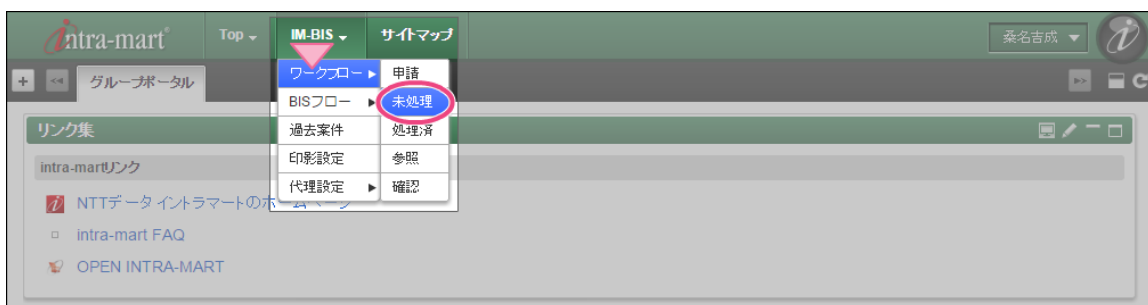 intra-mart Top IM-BIS サイトマップ 桑名吉成
グループポータル
ワークフロー 申請
BISフロー 未処理
過去案件 処理済
印影設定 参照
代理設定 確認
リンク集
intra-martリンク
NTTデータ イントラマートのホームページ
intra-mart FAQ
OPEN INTRA-MART